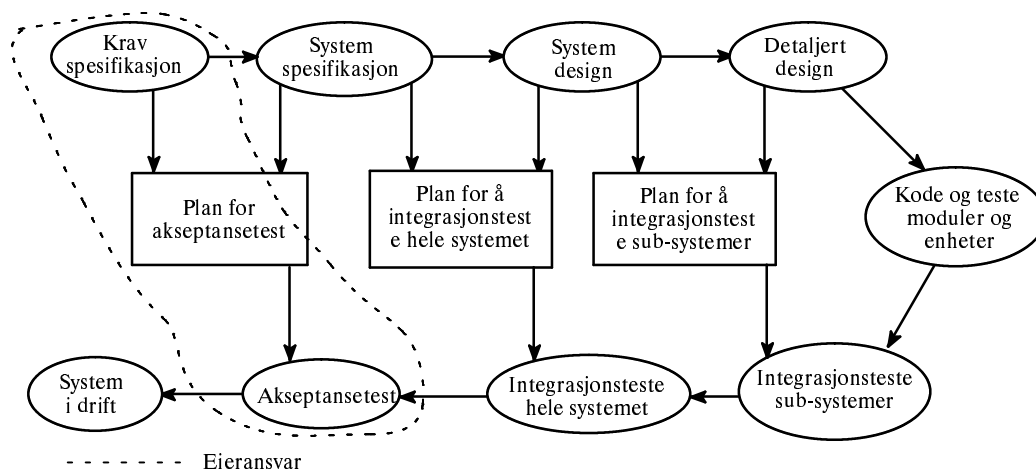 Krav
spesifikasjon
System
spesifikasjon
System
design
Detaljert
design
Plan for
akseptansetest
Plan for å
integrasjonstest
e hele systemet
Plan for å
integrasjonstest
e sub-systemer
Kode og teste
moduler og
enheter
System
i drift
Akseptansetest
Integrasjonsteste
hele systemet
Integrasjonsteste
sub-systemer
Eieransvar